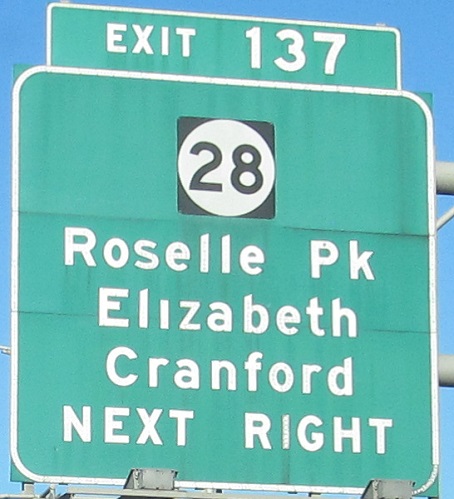 EXIT 137
28
Roselle Pk
Elizabeth
Cranford
NEXT RIGHT